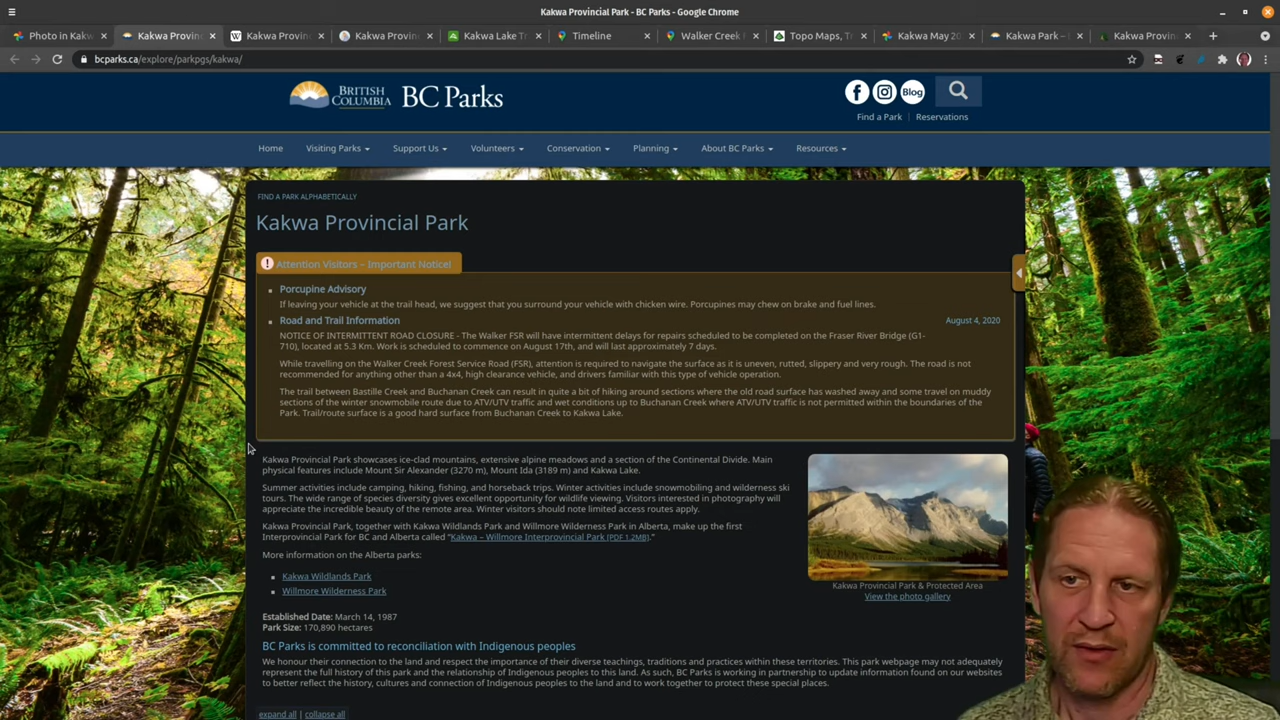 Kakwa Provincial Park - BC Parks - Google Chrome
Photo in Kakw
Kakwa Provin
Kakwa Provinc
Kakwa Provinc
Kakwa Lake Tr
Timeline
Walker Creek F
Topo Maps, Tr
Kakwa May 20
Kakwa Park –
Kakwa Provin
bcparks.ca/explore/parkpgs/kakwa/
BRITISH
COLUMBIA
BC Parks
Blog
Find a Park | Reservations
Home
Visiting Parks
Support Us
Volunteers
Conservation
Planning
About BC Parks
Resources
FIND A PARK ALPHABETICALLY
Kakwa Provincial Park
Attention Visitors – Important Notice!
Porcupine Advisory
If leaving your vehicle at the trail head, we suggest that you surround your vehicle with chicken wire. Porcupines may chew on brake and fuel lines.
Road and Trail Information
August 4, 2020
NOTICE OF INTERMITTENT ROAD CLOSURE - The Walker FSR will have intermittent delays for repairs scheduled to be completed on the Fraser River Bridge (G1-
710), located at 5.3 Km. Work is scheduled to commence on August 17th, and will last approximately 7 days.
While travelling on the Walker Creek Forest Service Road (FSR), attention is required to navigate the surface as it is uneven, rutted, slippery and very rough. The road is not
recommended for anything other than a 4x4, high clearance vehicle, and drivers familiar with this type of vehicle operation.
The trail between Bastille Creek and Buchanan Creek can result in quite a bit of hiking around sections where the old road surface has washed away and some travel on muddy
sections of the winter snowmobile route due to ATV/UTV traffic and wet conditions up to Buchanan Creek where ATV/UTV traffic is not permitted within the boundaries of the
Park. Trail/route surface is a good hard surface from Buchanan Creek to Kakwa Lake.
Kakwa Provincial Park showcases ice-clad mountains, extensive alpine meadows and a section of the Continental Divide. Main
physical features include Mount Sir Alexander (3270 m), Mount Ida (3189 m) and Kakwa Lake.
Summer activities include camping, hiking, fishing, and horseback trips. Winter activities include snowmobiling and wilderness ski
tours. The wide range of species diversity gives excellent opportunity for wildlife viewing. Visitors interested in photography will
appreciate the incredible beauty of the remote area. Winter visitors should note limited access routes apply.
Kakwa Provincial Park, together with Kakwa Wildlands Park and Willmore Wilderness Park in Alberta, make up the first
Interprovincial Park for BC and Alberta called "Kakwa – Willmore Interprovincial Park [PDF 1.2MB]."
More information on the Alberta parks:
Kakwa Wildlands Park
Willmore Wilderness Park
Kakwa Provincial Park & Protected Area
View the photo gallery
Established Date: March 14, 1987
Park Size: 170,890 hectares
BC Parks is committed to reconciliation with Indigenous peoples
We honour their connection to the land and respect the importance of their diverse teachings, traditions and practices within these territories. This park webpage may not adequately
represent the full history of this park and the relationship of Indigenous peoples to this land. As such, BC Parks is working in partnership to update information found on our websites
to better reflect the history, cultures and connection of Indigenous peoples to the land and to work together to protect these special places.
expand all | collapse all